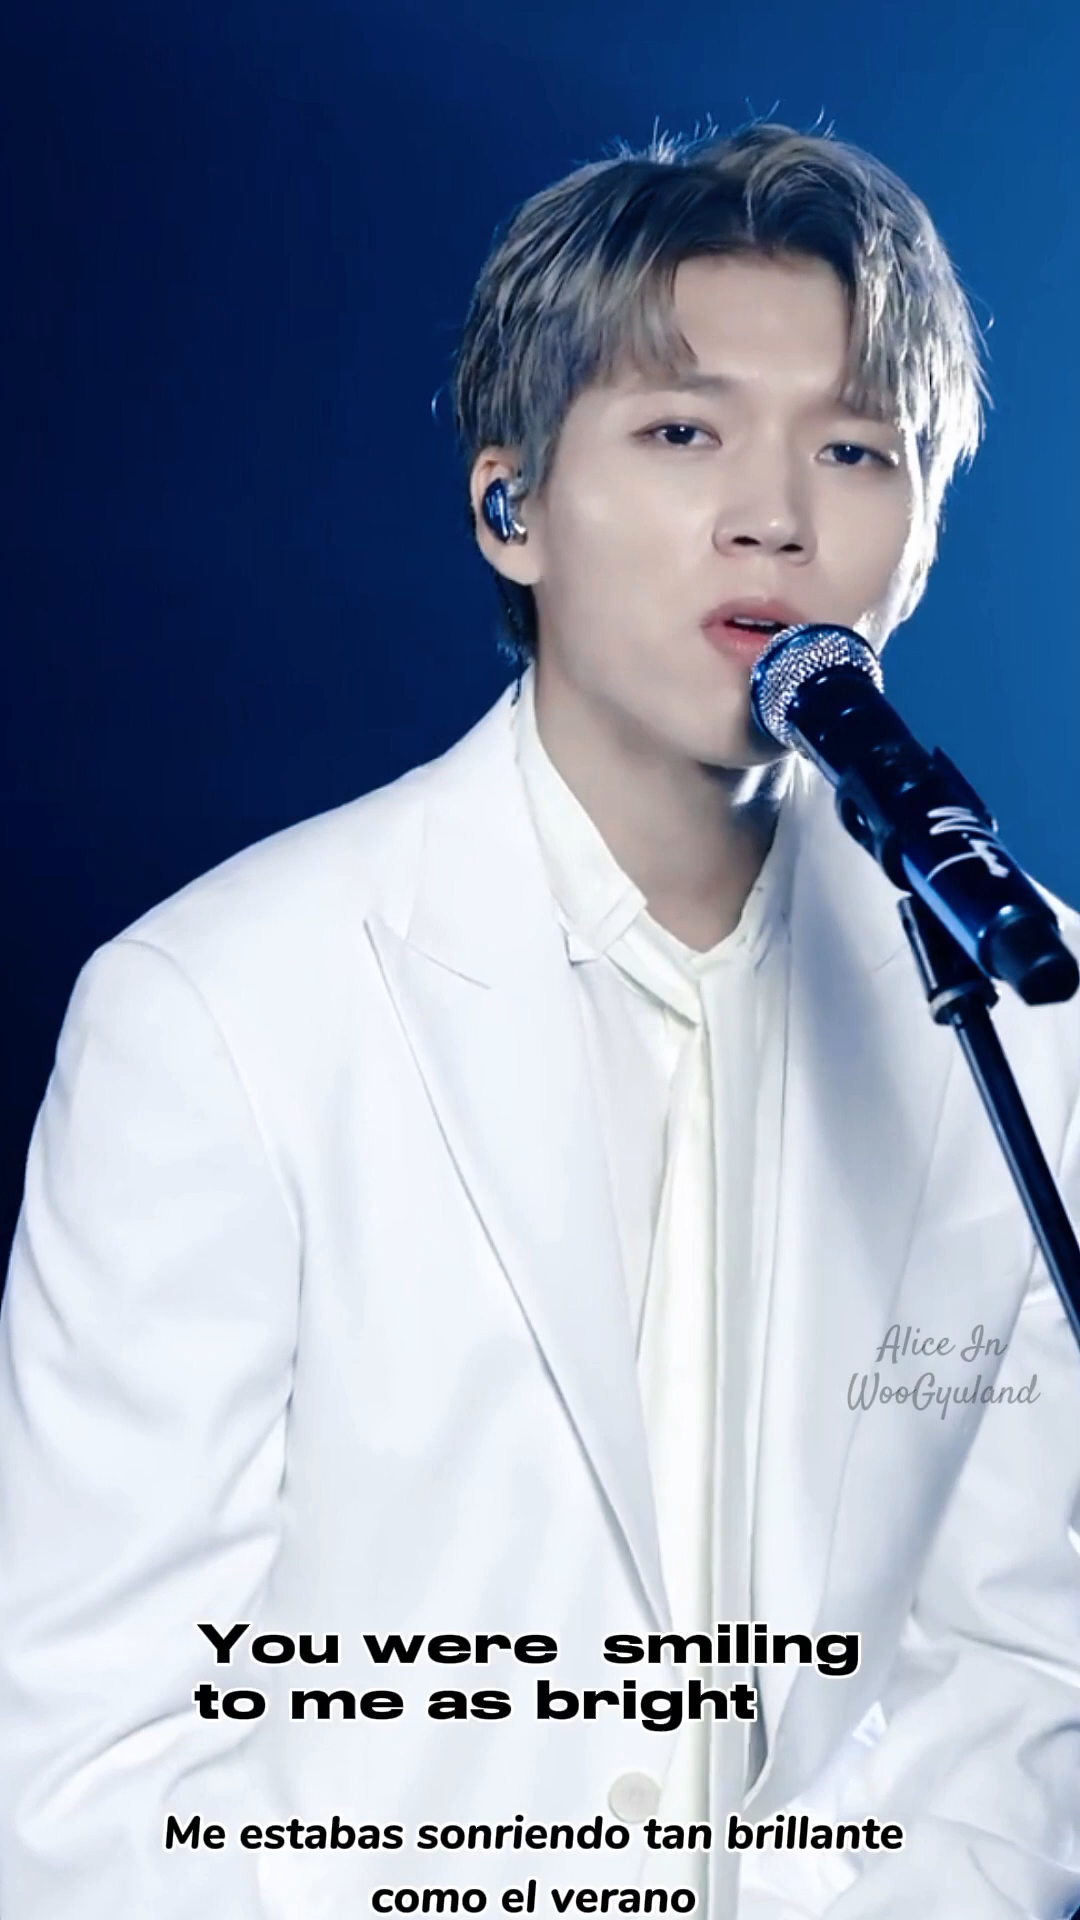 Alice In
WooGyuland
You were smiling
to me as bright
Me estabas sonriendo tan brillante
como el verano